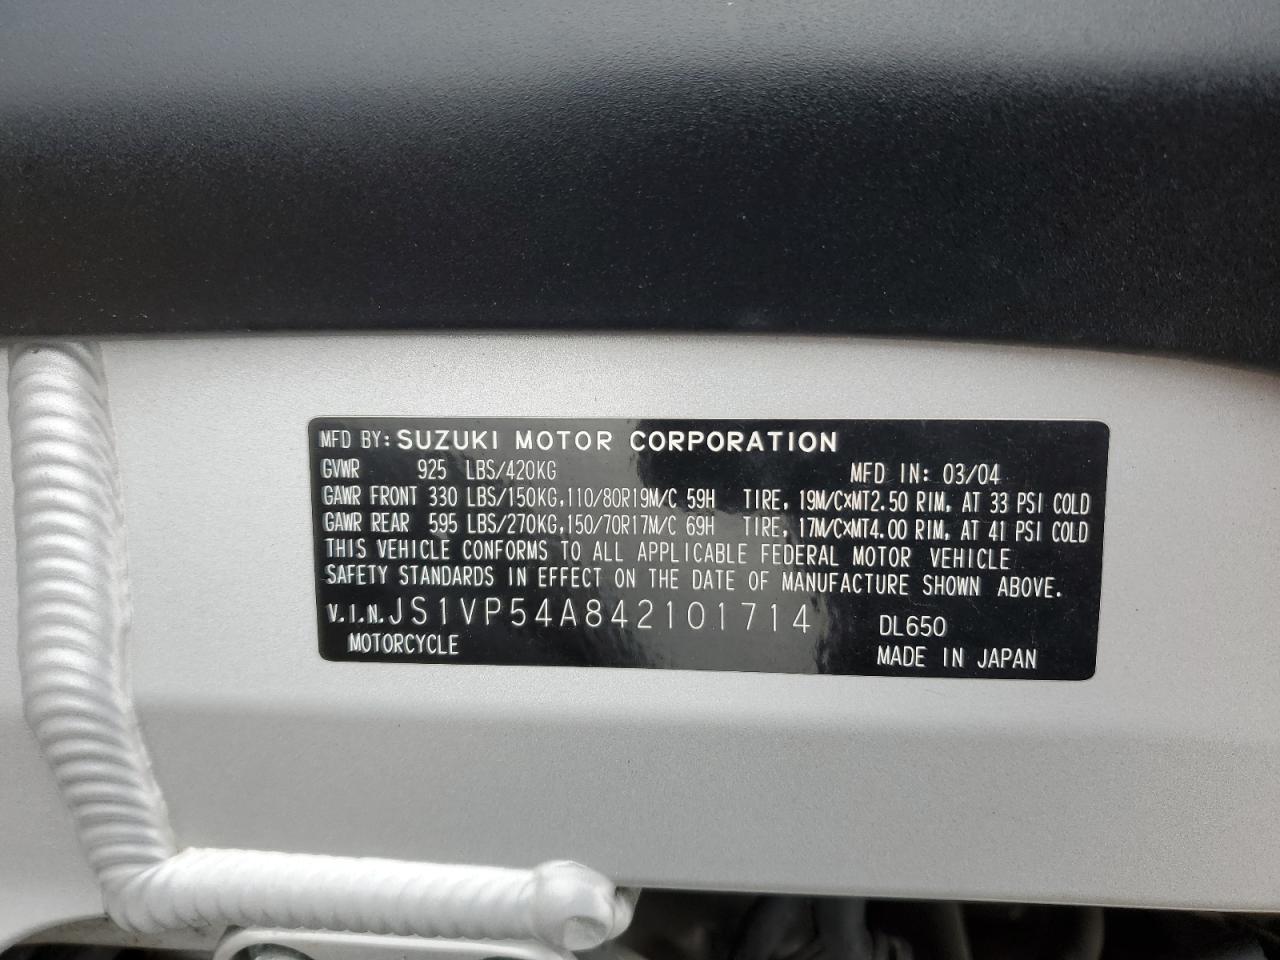 MFD BY: SUZUKI MOTOR CORPORATION
GVWR 925 LBS/420KG MFD IN: 03/04
GAWR FRONT 330 LBS/150KG, 110/80R19M/C 59H TIRE, 19M/C×MT2.50 RIM, AT 33 PSI COLD
GAWR REAR 595 LBS/270KG, 150/70R17M/C 69H TIRE, 17M/C×MT4.00 RIM, AT 41 PSI COLD
THIS VEHICLE CONFORMS TO ALL APPLICABLE FEDERAL MOTOR VEHICLE
SAFETY STANDARDS IN EFFECT ON THE DATE OF MANUFACTURE SHOWN ABOVE.
V.I.N. JS1VP54A842101714 DL650
MOTORCYCLE MADE IN JAPAN